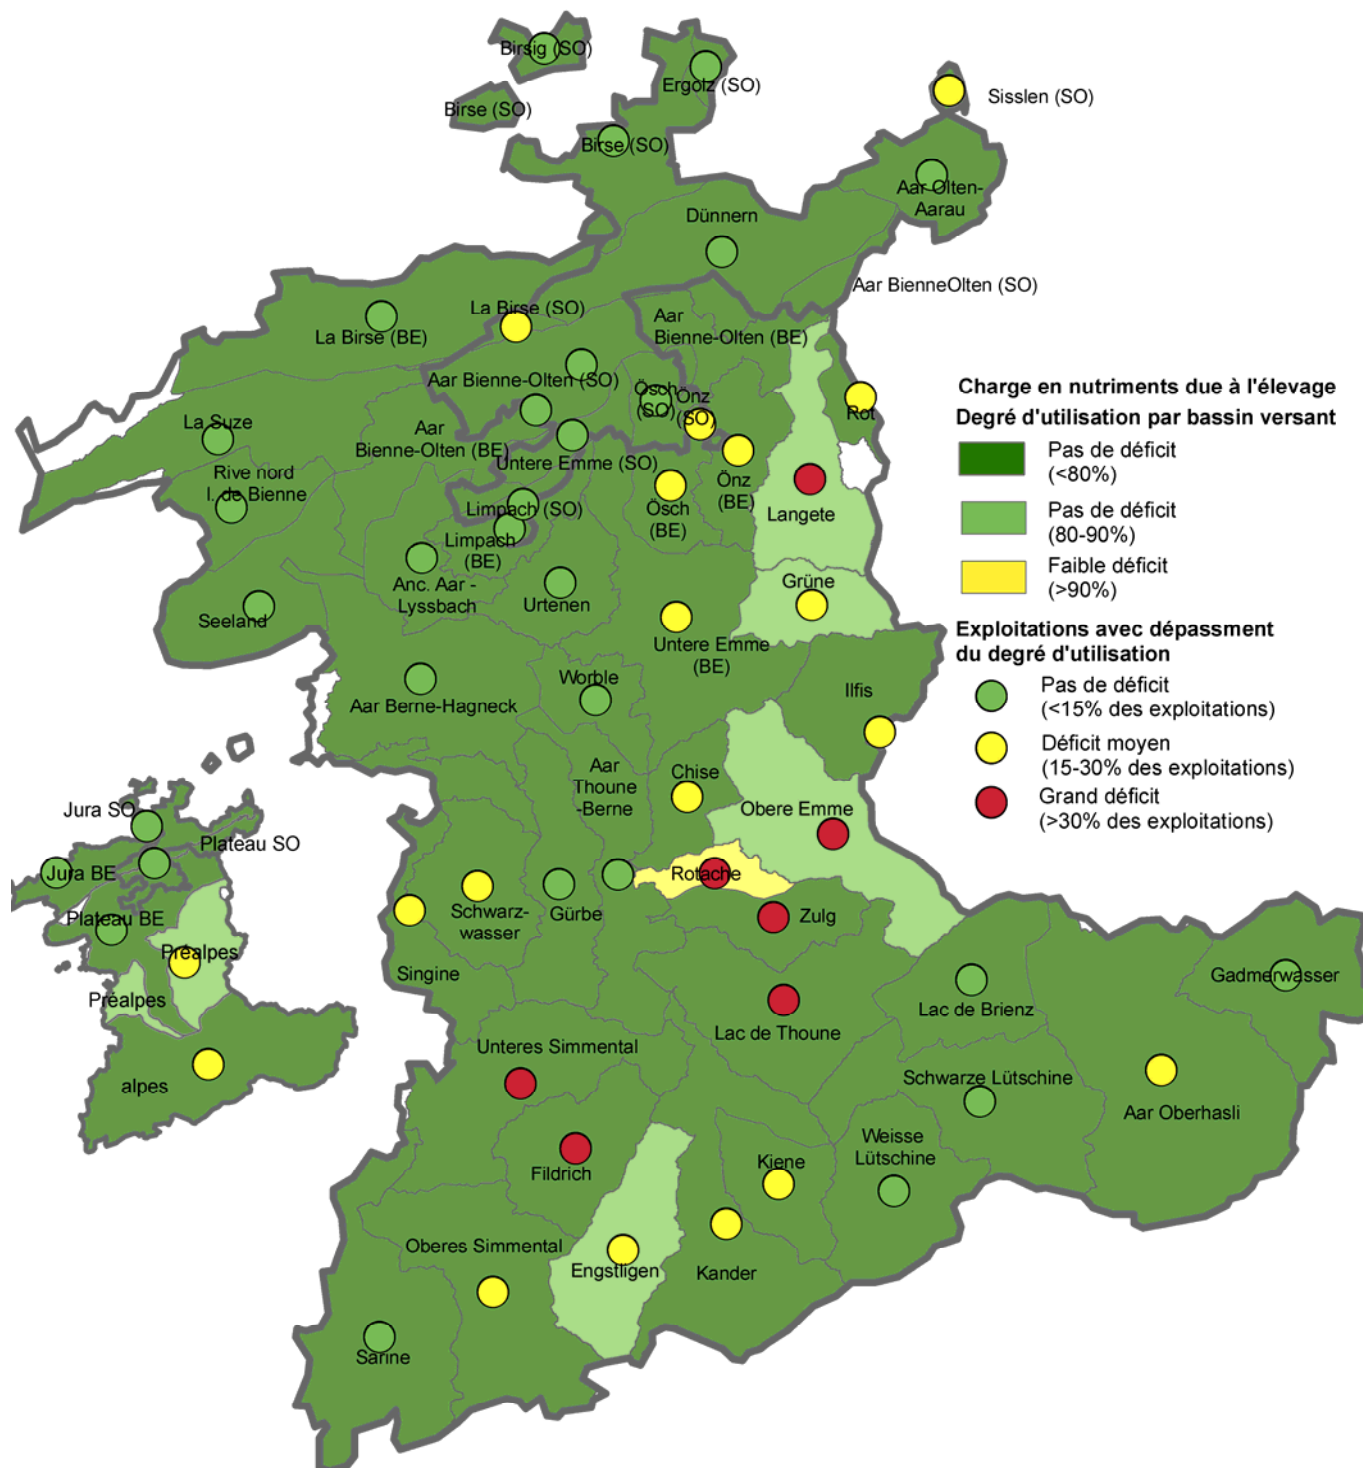 Birsig (SO)
Ergolz (SO)
Birse (SO)
Sisslen (SO)
Birse (SO)
Aar Olten-
Aarau
Dünnern
Aar BienneOlten (SO)
La Birse (SO)
La Birse (BE)
Aar
Bienne-Olten (BE)
Aar Bienne-Olten (SO)
Ösch
(SO)
Önz
(SO)
Rot
La Suze
Aar
Bienne-Olten (BE)
Untere Emme (SO)
Rive nord
l. de Bienne
Önz
(BE)
Ösch
(BE)
Langete
Limpach (SO)
Limpach
(BE)
Anc. Aar -
Lyssbach
Urtenen
Grüne
Seeland
Untere Emme
(BE)
Worble
Ilfis
Aar Berne-Hagneck
Aar
Thoune
-Berne
Chise
Obere Emme
Rotache
Schwarz-
wasser
Gürbe
Zulg
Singine
Lac de Thoune
Lac de Brienz
Gadmerwasser
Unteres Simmental
Schwarze Lütschine
Aar Oberhasli
Weisse
Lütschine
Fildrich
Kiene
Oberes Simmental
Engstligen
Kander
Sarine
Jura SO
Plateau SO
Jura BE
Plateau BE
Préalpes
Préalpes
alpes
Charge en nutriments due à l'élevage
Degré d'utilisation par bassin versant
Pas de déficit
(<80%)
Pas de déficit
(80-90%)
Faible déficit
(>90%)
Exploitations avec dépassment
du degré d'utilisation
Pas de déficit
(<15% des exploitations)
Déficit moyen
(15-30% des exploitations)
Grand déficit
(>30% des exploitations)